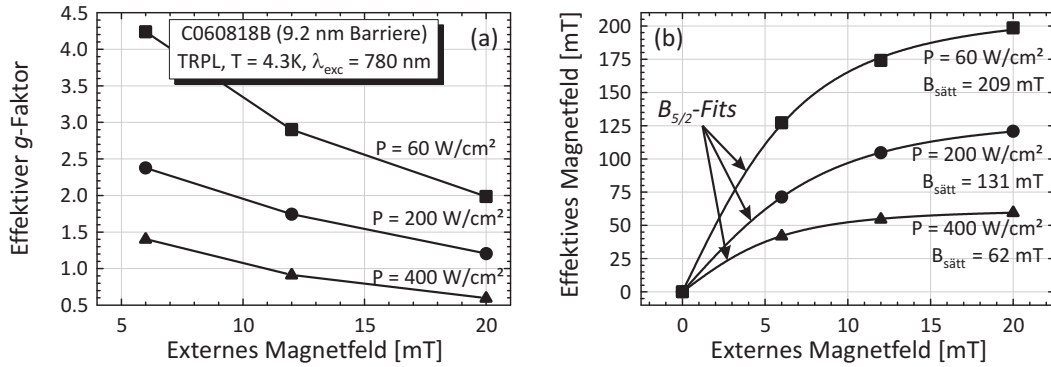 (a)
C060818B (9.2 nm Barriere)
TRPL, T = 4.3K, λexc = 780 nm
P = 60 W/cm²
P = 200 W/cm²
P = 400 W/cm²
Effektiver g-Faktor
4.5
4.0
3.5
3.0
2.5
2.0
1.5
1.0
0.5
5
10
15
20
Externes Magnetfeld [mT]
(b)
P = 60 W/cm²
Bsätt = 209 mT
B5/2-Fits
P = 200 W/cm²
Bsätt = 131 mT
P = 400 W/cm²
Bsätt = 62 mT
Effektives Magnetfeld [mT]
200
175
150
125
100
75
50
25
0
0
5
10
15
20
Externes Magnetfeld [mT]